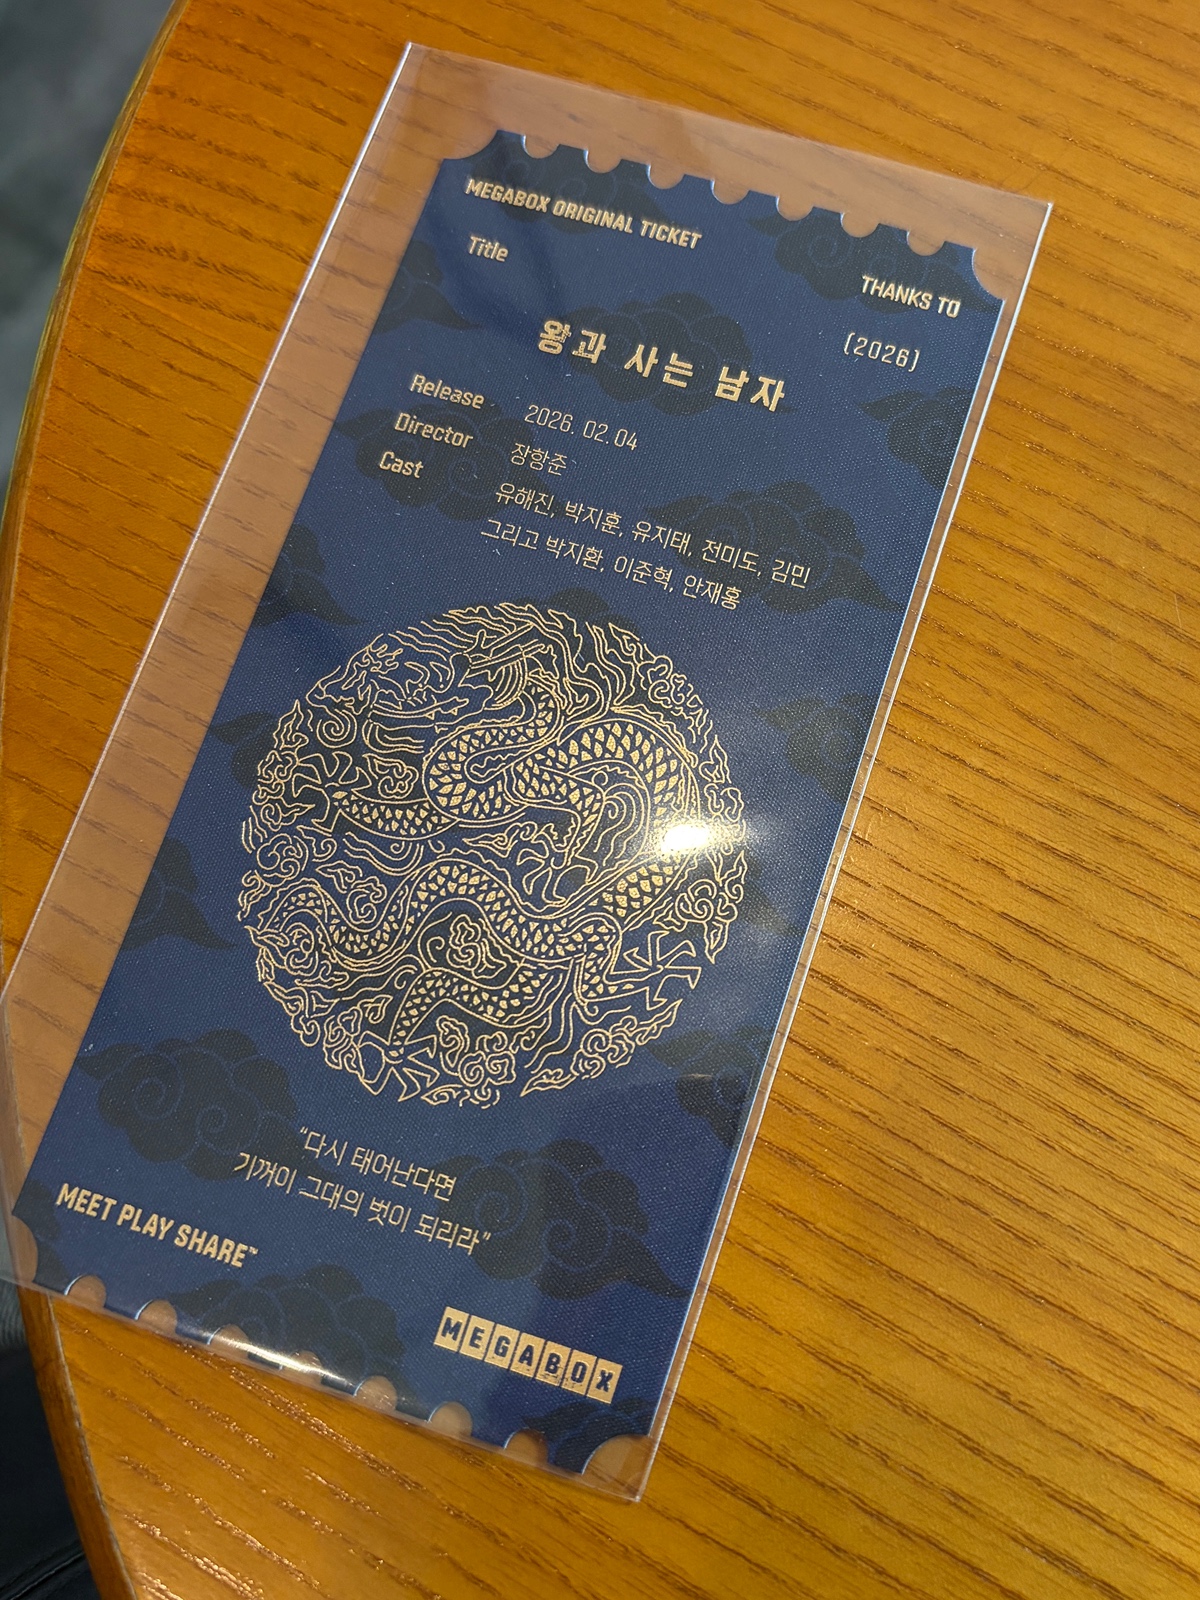 MEGABOX ORIGINAL TICKET
THANKS TO
Title
(2026)
왕과 사는 남자
Release 2026. 02. 04
Director 장항준
Cast 유해진, 박지훈, 유지태, 전미도, 김민
그리고 박지환, 이준혁, 안재홍
“다시 태어난다면
기꺼이 그대의 벗이 되리라”
MEET PLAY SHARE™
MEGABOX